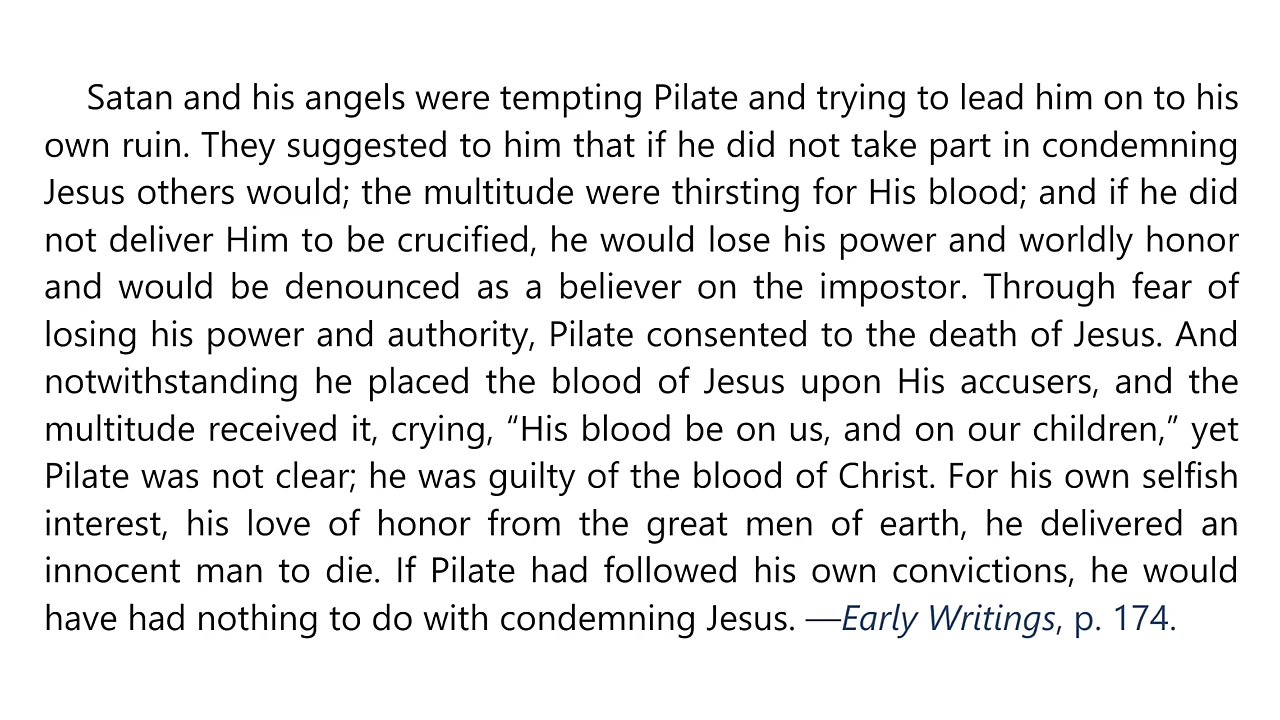 Satan and his angels were tempting Pilate and trying to lead him on to his
own ruin. They suggested to him that if he did not take part in condemning
Jesus others would; the multitude were thirsting for His blood; and if he did
not deliver Him to be crucified, he would lose his power and worldly honor
and would be denounced as a believer on the impostor. Through fear of
losing his power and authority, Pilate consented to the death of Jesus. And
notwithstanding he placed the blood of Jesus upon His accusers, and the
multitude received it, crying, “His blood be on us, and on our children,” yet
Pilate was not clear; he was guilty of the blood of Christ. For his own selfish
interest, his love of honor from the great men of earth, he delivered an
innocent man to die. If Pilate had followed his own convictions, he would
have had nothing to do with condemning Jesus. —Early Writings, p. 174.